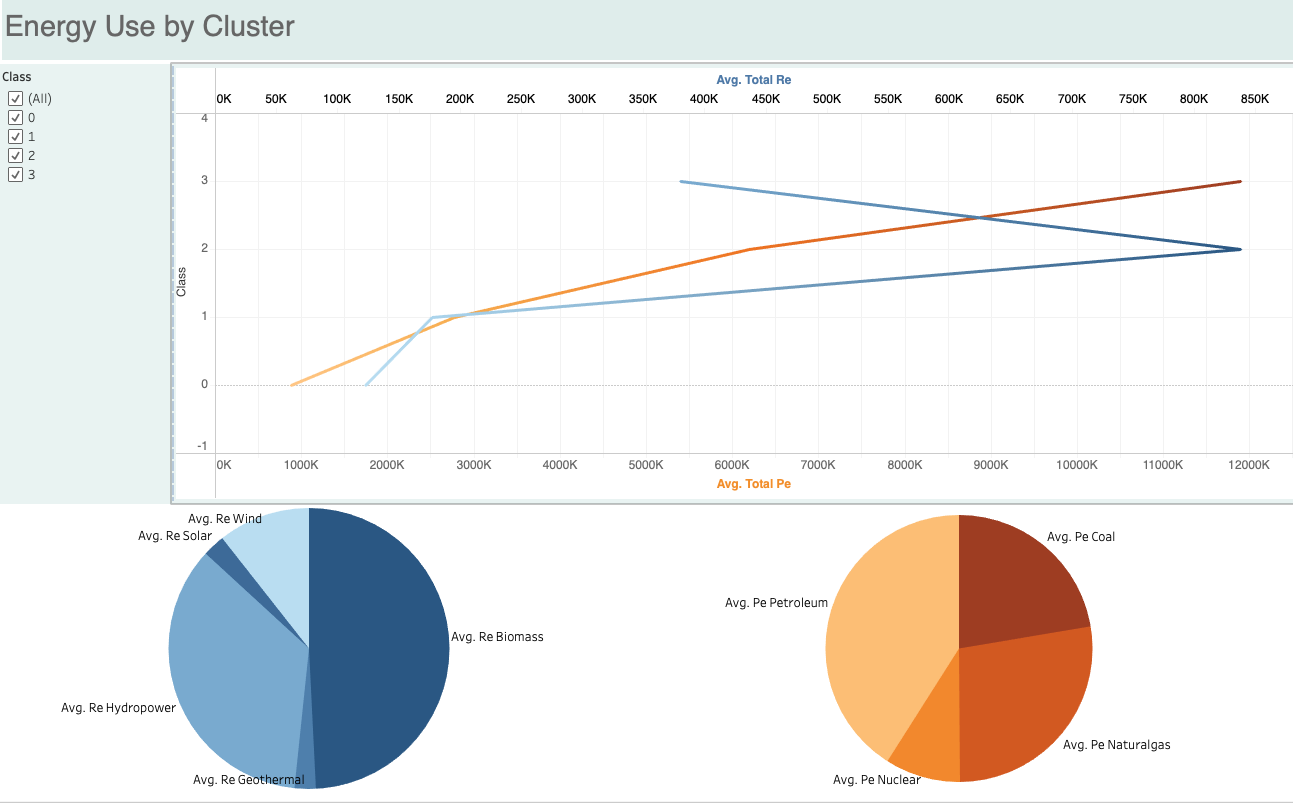 Energy Use by Cluster
Class
(All)
0
1
2
3
Avg. Total Re
0K 50K 100K 150K 200K 250K 300K 350K 400K 450K 500K 550K 600K 650K 700K 750K 800K 850K
4
3
2
1
0
-1
Class
0K 1000K 2000K 3000K 4000K 5000K 6000K 7000K 8000K 9000K 10000K 11000K 12000K
Avg. Total Pe
Avg. Re Wind
Avg. Re Solar
Avg. Re Biomass
Avg. Re Hydropower
Avg. Re Geothermal
Avg. Pe Coal
Avg. Pe Petroleum
Avg. Pe Naturalgas
Avg. Pe Nuclear